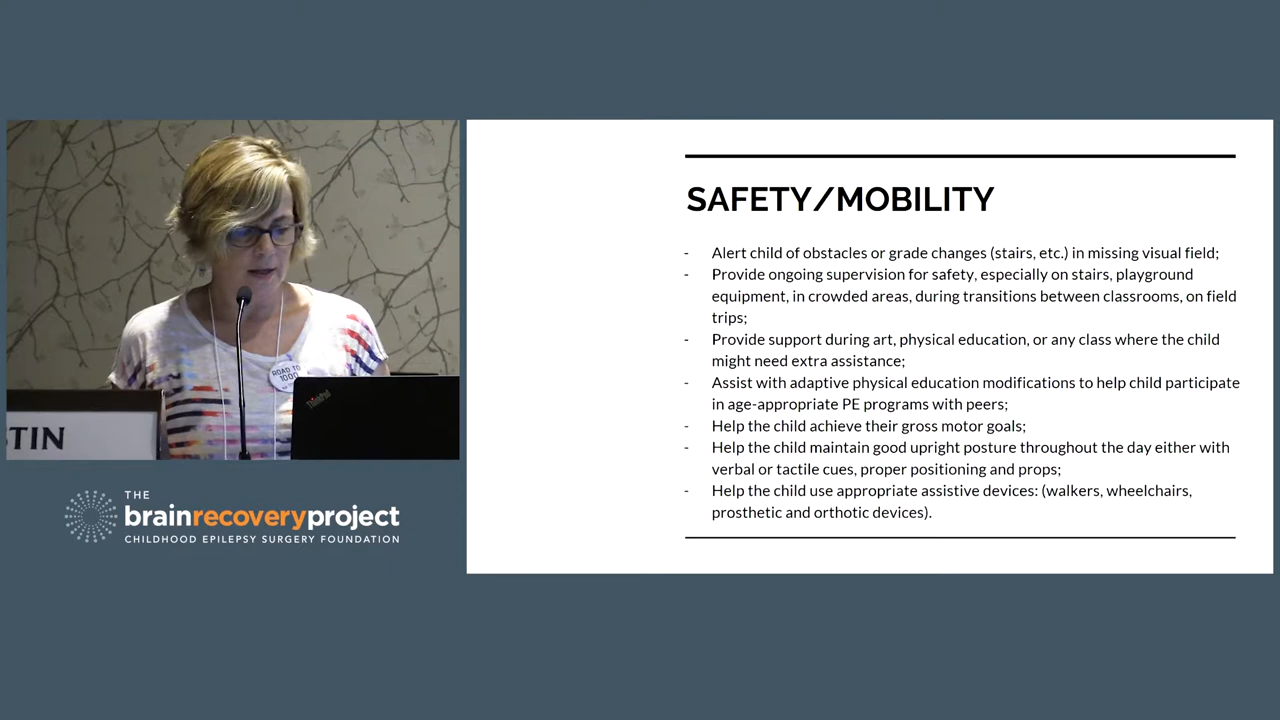 SAFETY/MOBILITY
- Alert child of obstacles or grade changes (stairs, etc.) in missing visual field;
- Provide ongoing supervision for safety, especially on stairs, playground
equipment, in crowded areas, during transitions between classrooms, on field
trips;
- Provide support during art, physical education, or any class where the child
might need extra assistance;
- Assist with adaptive physical education modifications to help child participate
in age-appropriate PE programs with peers;
- Help the child achieve their gross motor goals;
- Help the child maintain good upright posture throughout the day either with
verbal or tactile cues, proper positioning and props;
- Help the child use appropriate assistive devices: (walkers, wheelchairs,
prosthetic and orthotic devices).
ROAD TO
1000
ThinkPad
STIN
THE
brainrecoveryproject
CHILDHOOD EPILEPSY SURGERY FOUNDATION